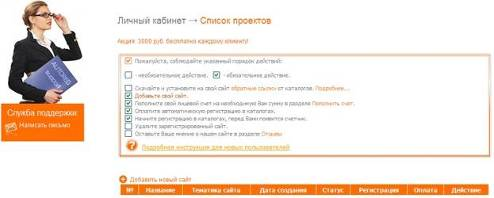 Личный кабинет → Список проектов
Акция: 3000 руб. бесплатно каждому клиенту!
Пожалуйста, соблюдайте указанный порядок действий:
- необязательное действие. - обязательное действие.
Скачайте и установите на свой сайт обратные ссылки от каталогов. Подробнее...
Добавьте свой сайт.
Пополните свой лицевой счет на необходимую Вам сумму в разделе Пополнить счет.
Оплатите автоматическую регистрацию в каталогах.
Начните регистрацию в каталогах, перед Вами появится счетчик.
Удалите зарегистрированный сайт.
Оставьте Ваше мнение о нашем сайте в разделе Отзывы
Подробная инструкция для новых пользователей
Служба поддержки:
Написать письмо
Добавить новый сайт
№ Название Тематика сайта Дата создания Статус Регистрация Оплата Действие